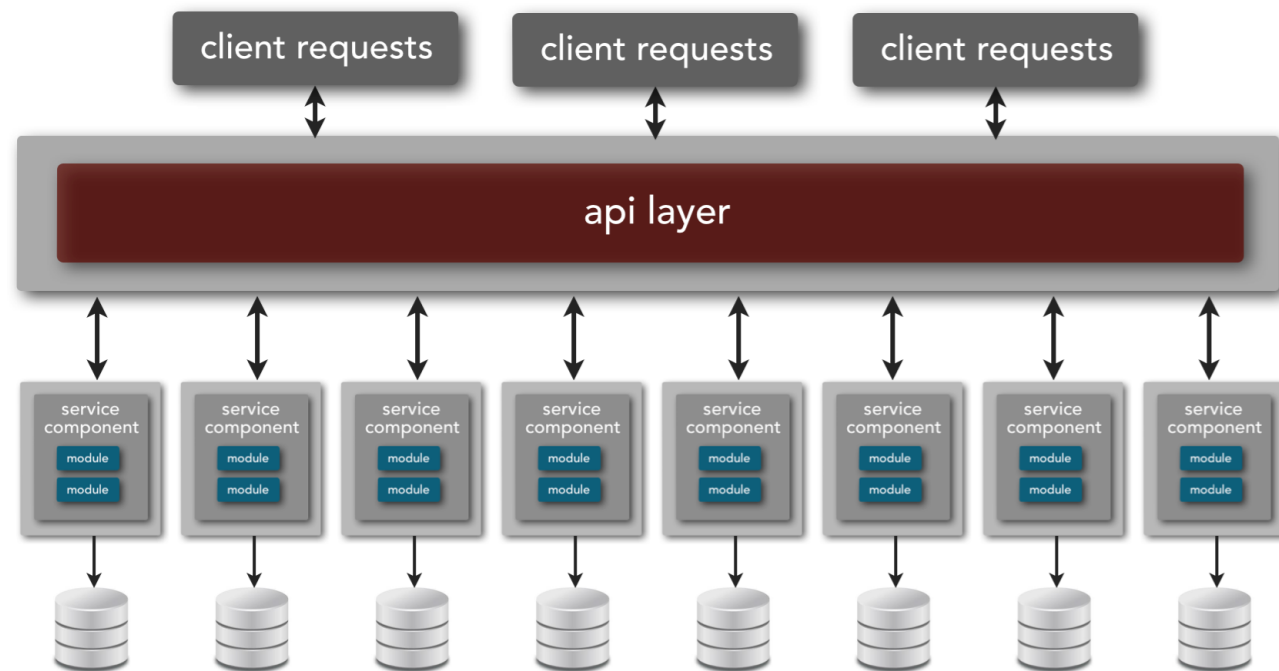 client requests
client requests
client requests
api layer
service
component
module
module
service
component
module
module
service
component
module
module
service
component
module
module
service
component
module
module
service
component
module
module
service
component
module
module
service
component
module
module